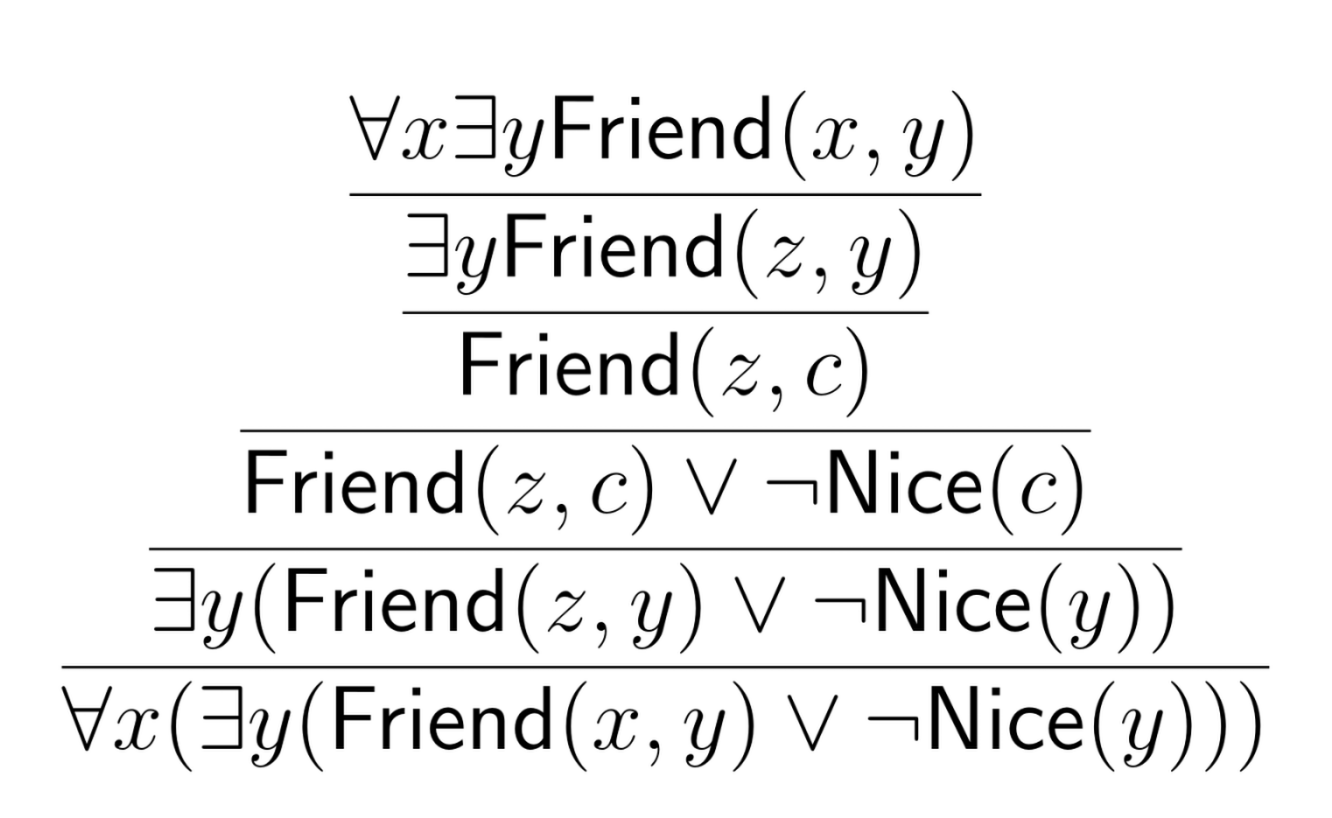 ∀x∃yFriend(x, y)
∃yFriend(z, y)
Friend(z, c)
Friend(z, c) ∨ ¬Nice(c)
∃y(Friend(z, y) ∨ ¬Nice(y))
∀x(∃y(Friend(x, y) ∨ ¬Nice(y)))